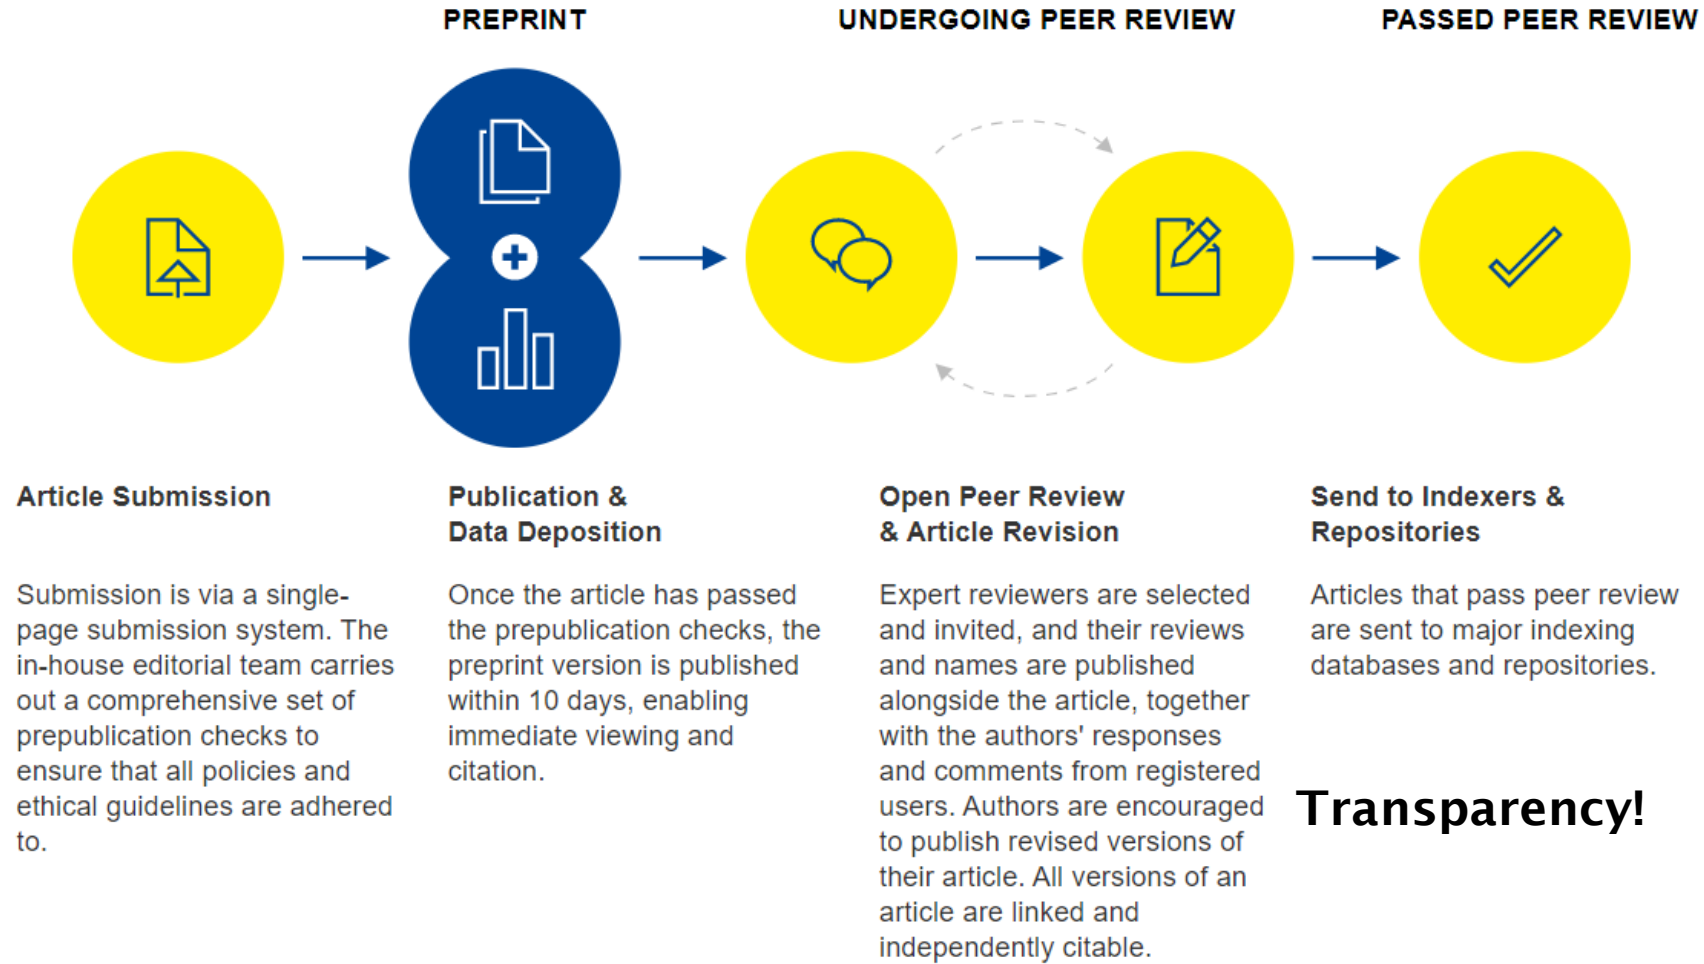 PREPRINT
UNDERGOING PEER REVIEW
PASSED PEER REVIEW
Article Submission
Submission is via a single-
page submission system. The
in-house editorial team carries
out a comprehensive set of
prepublication checks to
ensure that all policies and
ethical guidelines are adhered
to.
Publication &
Data Deposition
Once the article has passed
the prepublication checks, the
preprint version is published
within 10 days, enabling
immediate viewing and
citation.
Open Peer Review
& Article Revision
Expert reviewers are selected
and invited, and their reviews
and names are published
alongside the article, together
with the authors' responses
and comments from registered
users. Authors are encouraged
to publish revised versions of
their article. All versions of an
article are linked and
independently citable.
Send to Indexers &
Repositories
Articles that pass peer review
are sent to major indexing
databases and repositories.
Transparency!